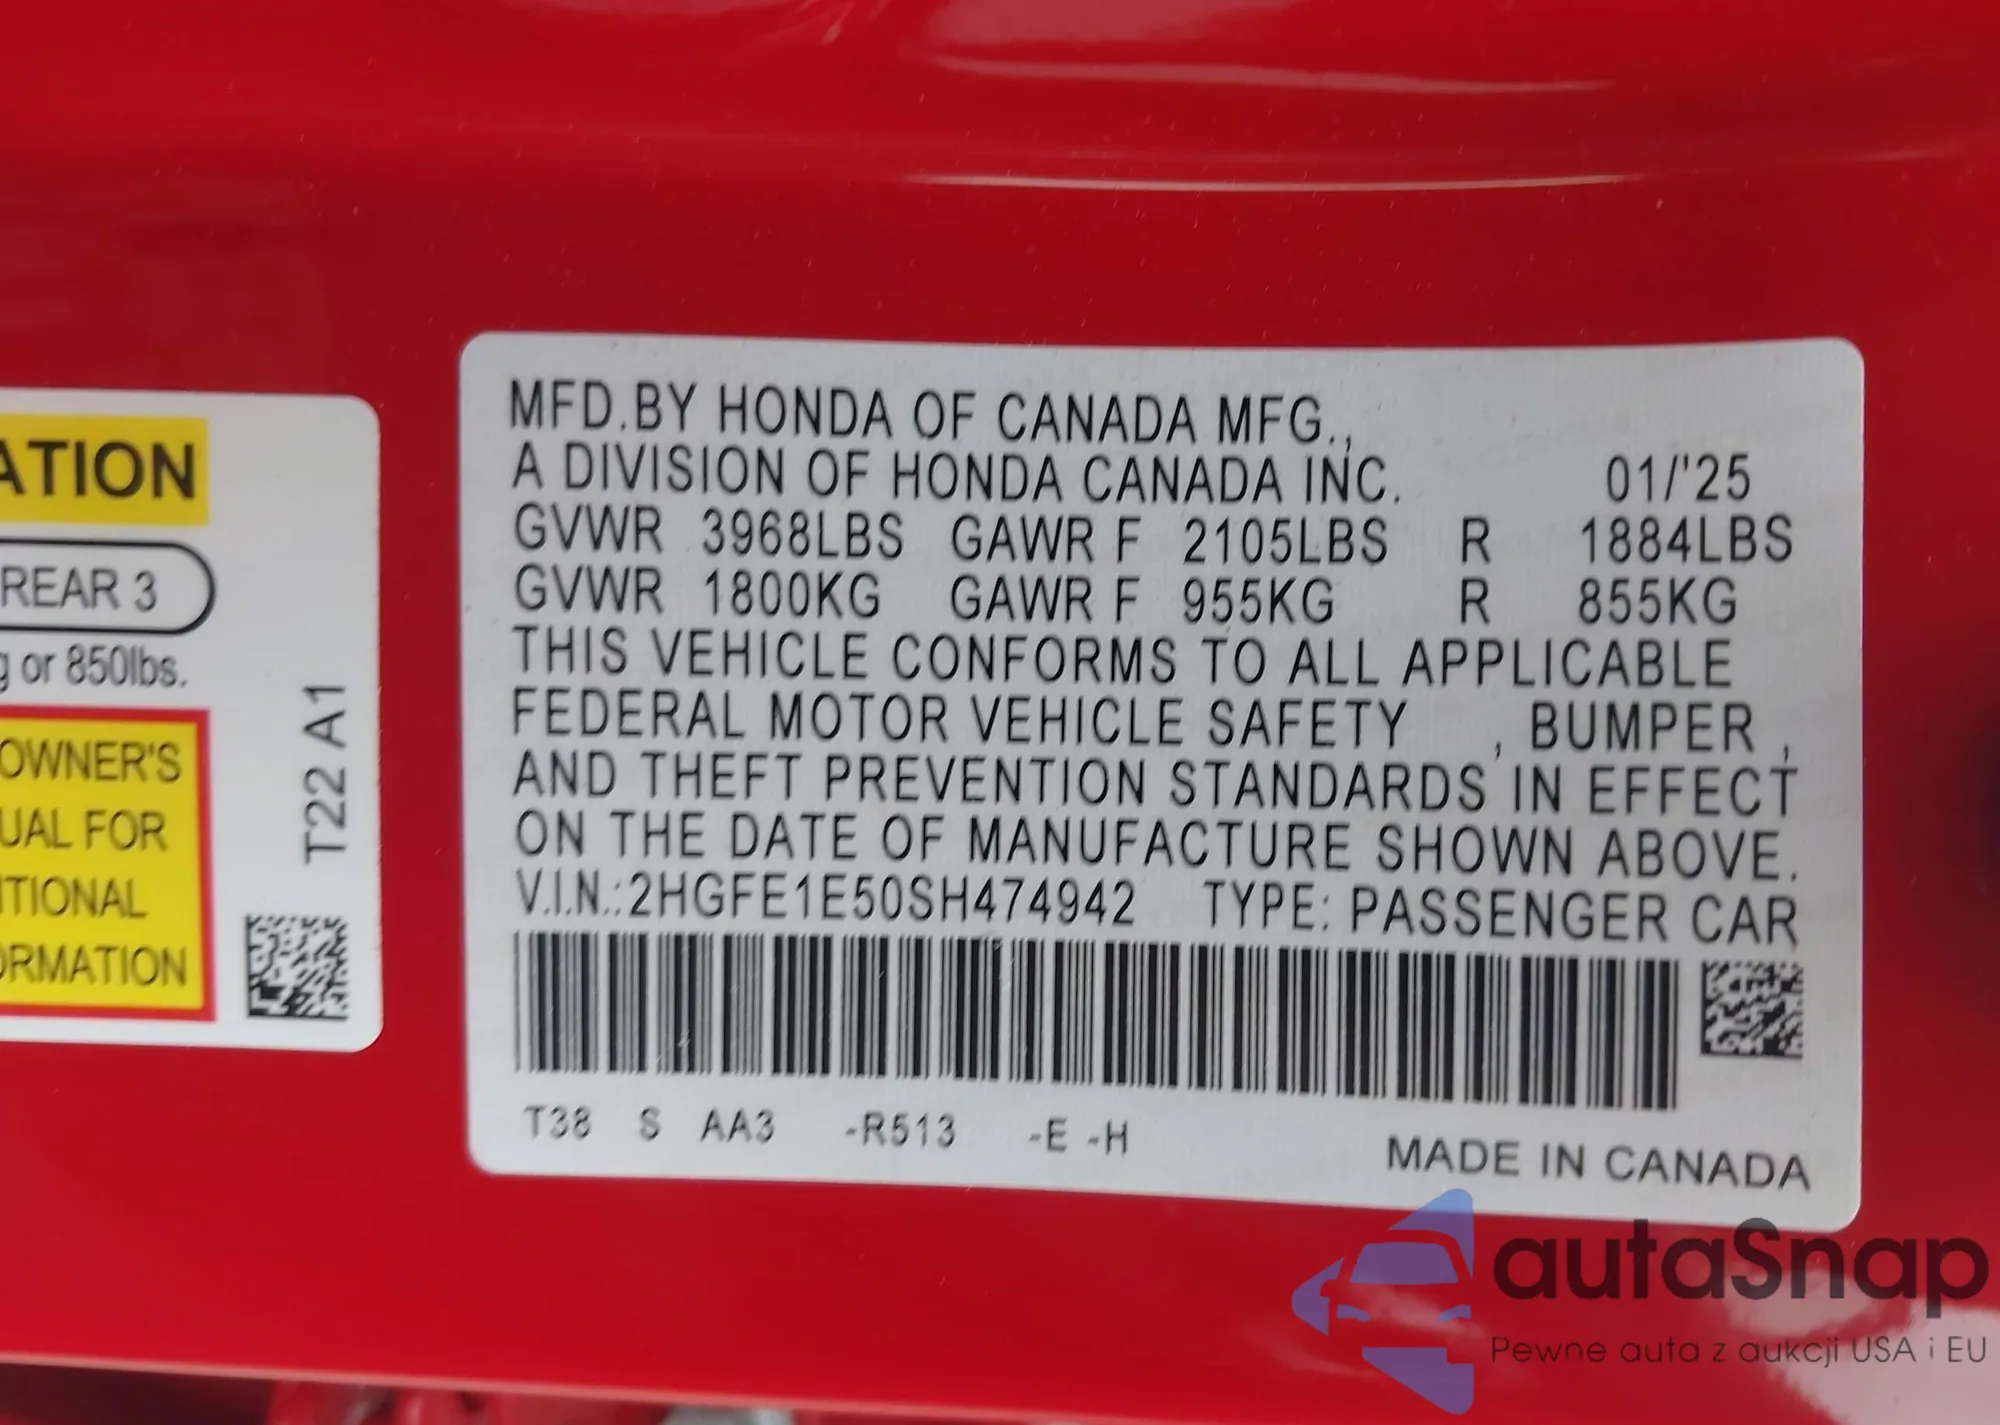 ATION
REAR 3
g or 850lbs.
OWNER'S
UAL FOR
ITIONAL
ORMATION
T22 A1
MFD.BY HONDA OF CANADA MFG.,
A DIVISION OF HONDA CANADA INC. 01/'25
GVWR 3968LBS GAWR F 2105LBS R 1884LBS
GVWR 1800KG GAWR F 955KG R 855KG
THIS VEHICLE CONFORMS TO ALL APPLICABLE
FEDERAL MOTOR VEHICLE SAFETY , BUMPER ,
AND THEFT PREVENTION STANDARDS IN EFFECT
ON THE DATE OF MANUFACTURE SHOWN ABOVE.
V.I.N.:2HGFE1E50SH474942 TYPE: PASSENGER CAR
T38 S AA3 -R513 -E -H
MADE IN CANADA
autaSnap
Pewne auta z aukcji USA i EU